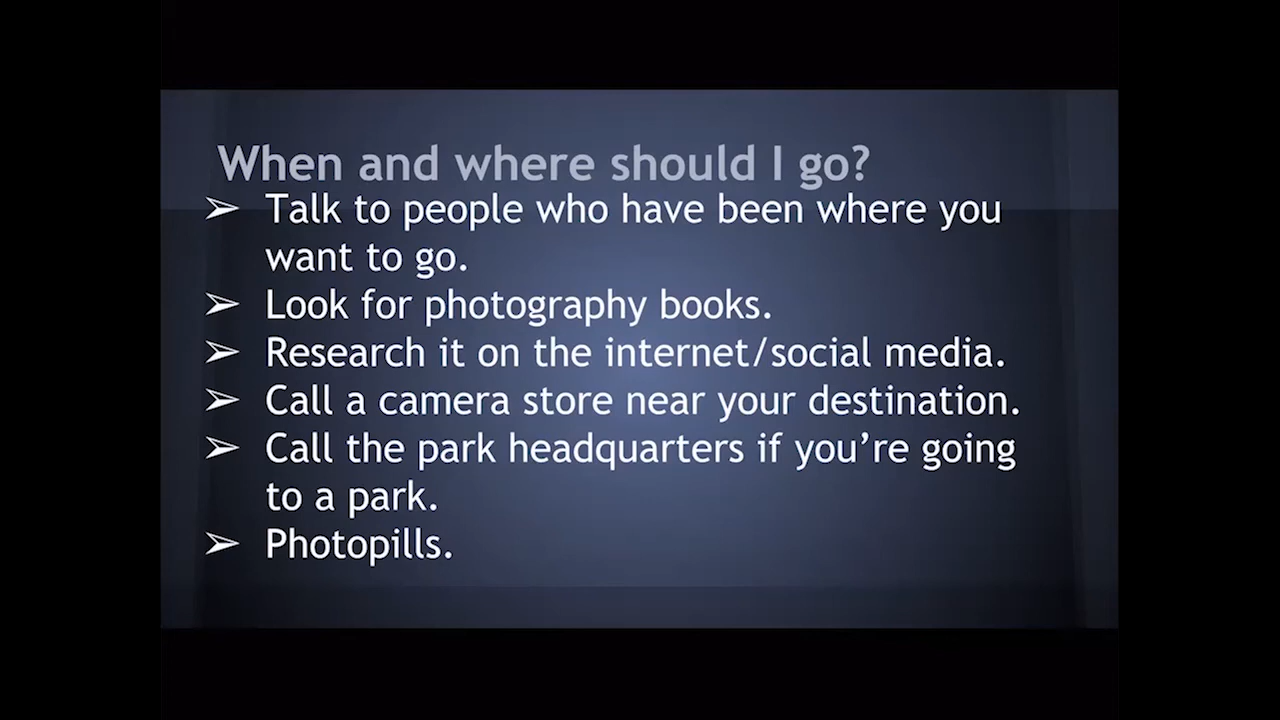 When and where should I go?
➢ Talk to people who have been where you
want to go.
➢ Look for photography books.
➢ Research it on the internet/social media.
➢ Call a camera store near your destination.
➢ Call the park headquarters if you’re going
to a park.
➢ Photopills.